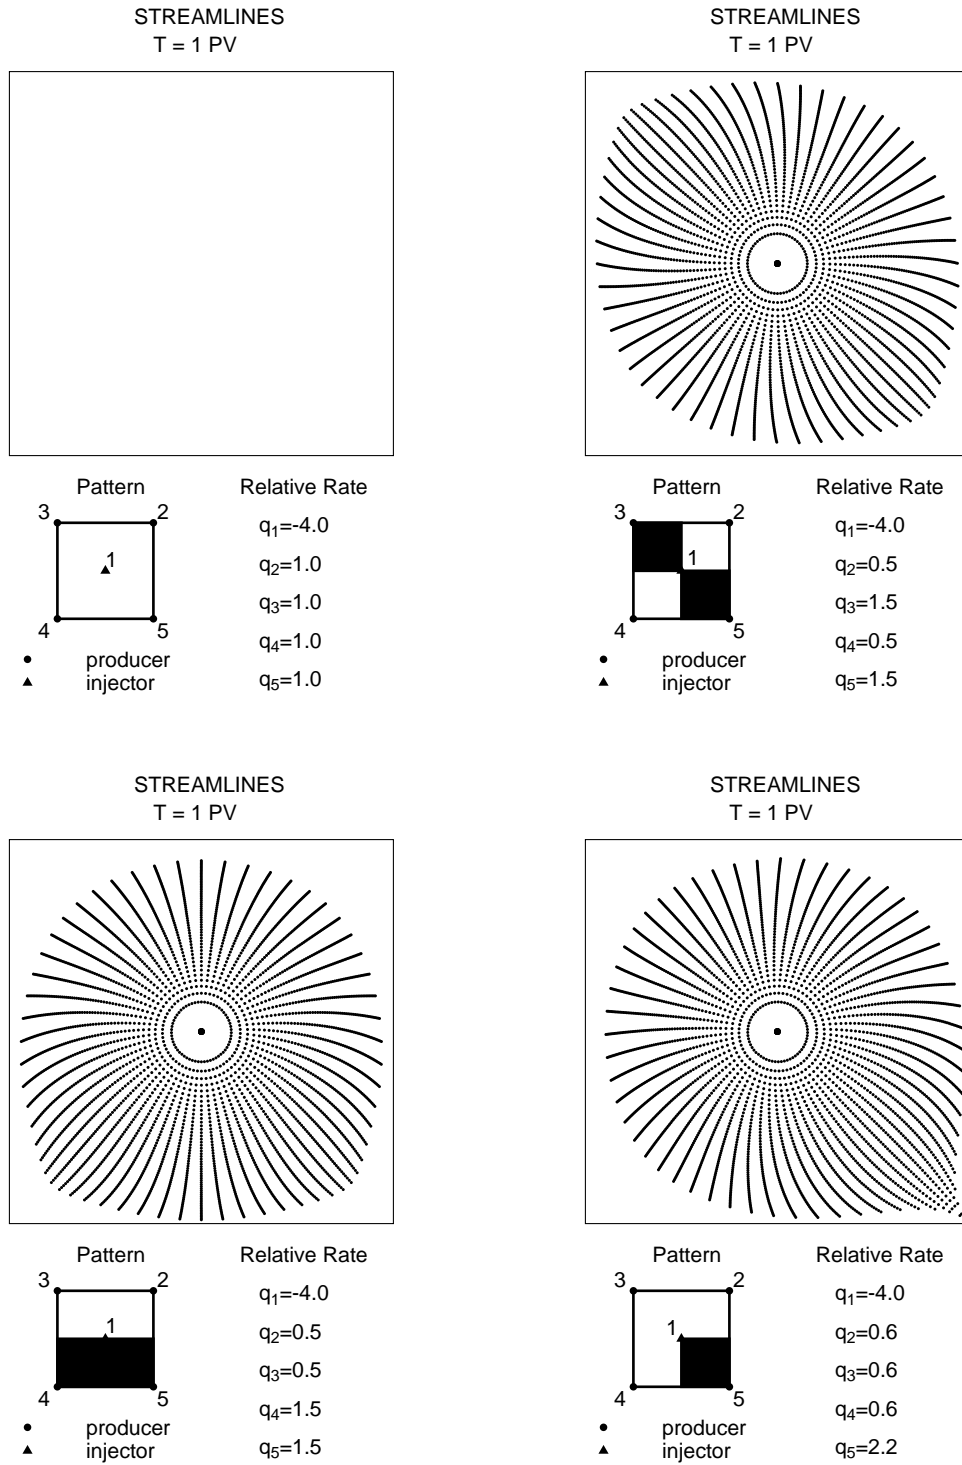 STREAMLINES
T = 1 PV
Pattern
Relative Rate
3
2
1
4
5
q1=-4.0
q2=1.0
q3=1.0
q4=1.0
q5=1.0
producer
injector
STREAMLINES
T = 1 PV
Pattern
Relative Rate
3
2
1
4
5
q1=-4.0
q2=0.5
q3=1.5
q4=0.5
q5=1.5
producer
injector
STREAMLINES
T = 1 PV
Pattern
Relative Rate
3
2
1
4
5
q1=-4.0
q2=0.5
q3=0.5
q4=1.5
q5=1.5
producer
injector
STREAMLINES
T = 1 PV
Pattern
Relative Rate
3
2
1
4
5
q1=-4.0
q2=0.6
q3=0.6
q4=0.6
q5=2.2
producer
injector